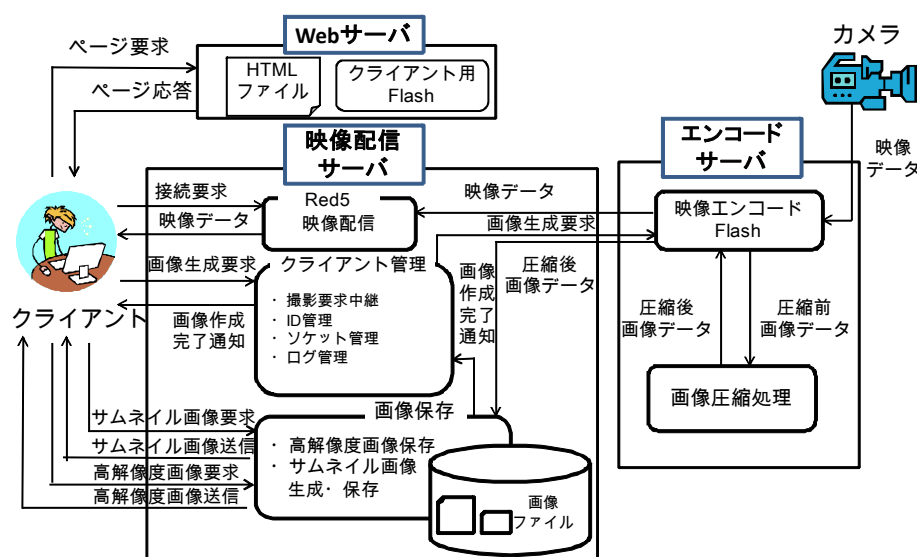 Webサーバ
ページ要求
HTML
ファイル
クライアント用
Flash
ページ応答
カメラ
映像配信
サーバ
エンコード
サーバ
映像
データ
接続要求
Red5
映像配信
映像データ
映像データ
映像エンコード
Flash
画像生成要求
画像生成要求
クライアント管理
・ 撮影要求中継
・ID管理
・ソケット管理
・ログ管理
画像
作成
完了
通知
圧縮後
画像データ
クライアント
画像作成
完了通知
圧縮後
画像データ
圧縮前
画像データ
画像圧縮処理
サムネイル画像要求
画像保存
サムネイル画像送信
高解像度画像要求
高解像度画像送信
・ 高解像度画像保存
・ サムネイル画像
生成・保存
画像
ファイル